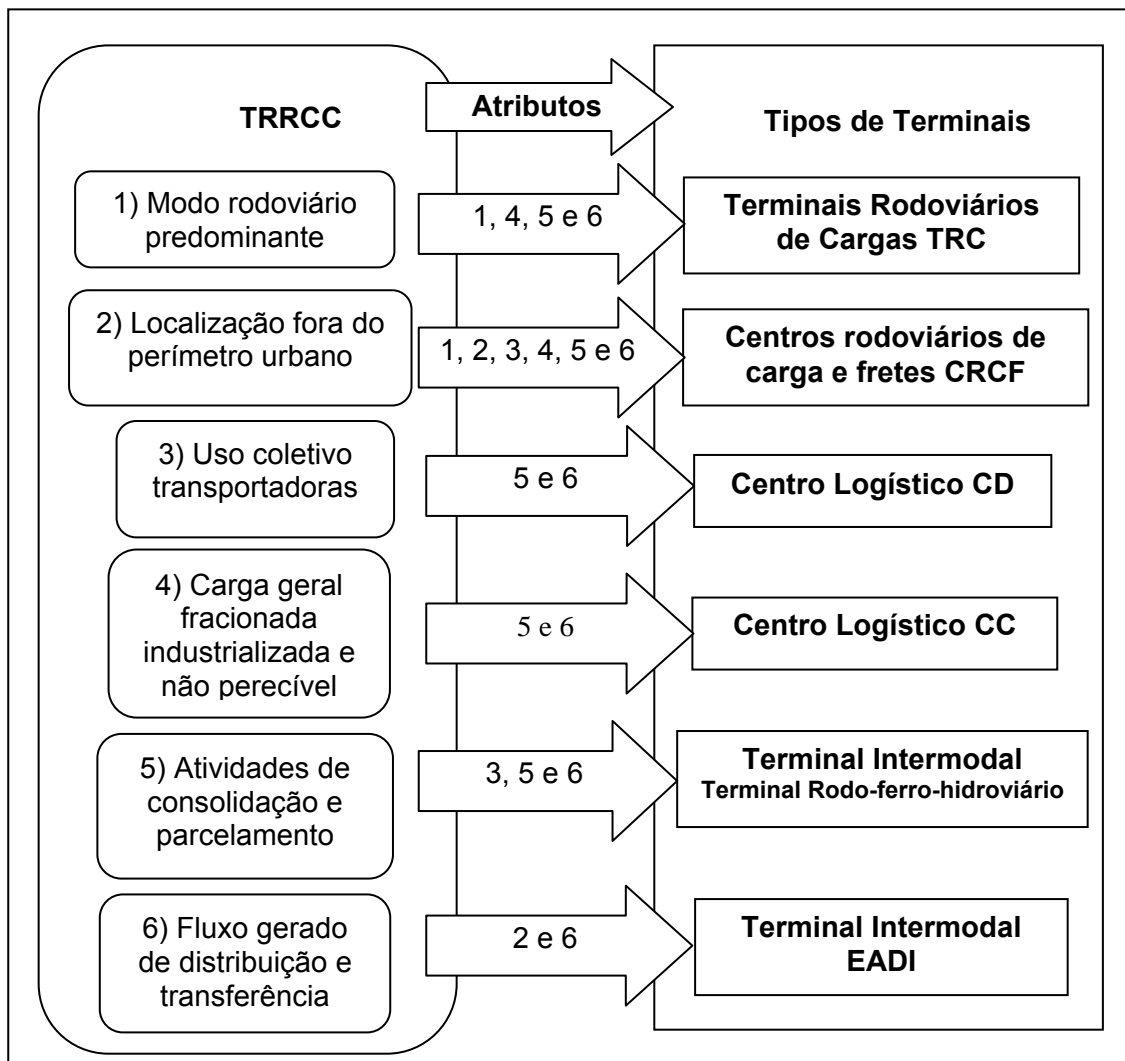 TRRCC
Atributos
Tipos de Terminais
1) Modo rodoviário
predominante
1, 4, 5 e 6
Terminais Rodoviários
de Cargas TRC
2) Localização fora do
perímetro urbano
1, 2, 3, 4, 5 e 6
Centros rodoviários de
carga e fretes CRCF
3) Uso coletivo
transportadoras
5 e 6
Centro Logístico CD
4) Carga geral
fracionada
industrializada e
não perecível
5 e 6
Centro Logístico CC
5) Atividades de
consolidação e
parcelamento
3, 5 e 6
Terminal Intermodal
Terminal Rodo-ferro-hidroviário
6) Fluxo gerado
de distribuição e
transferência
2 e 6
Terminal Intermodal
EADI